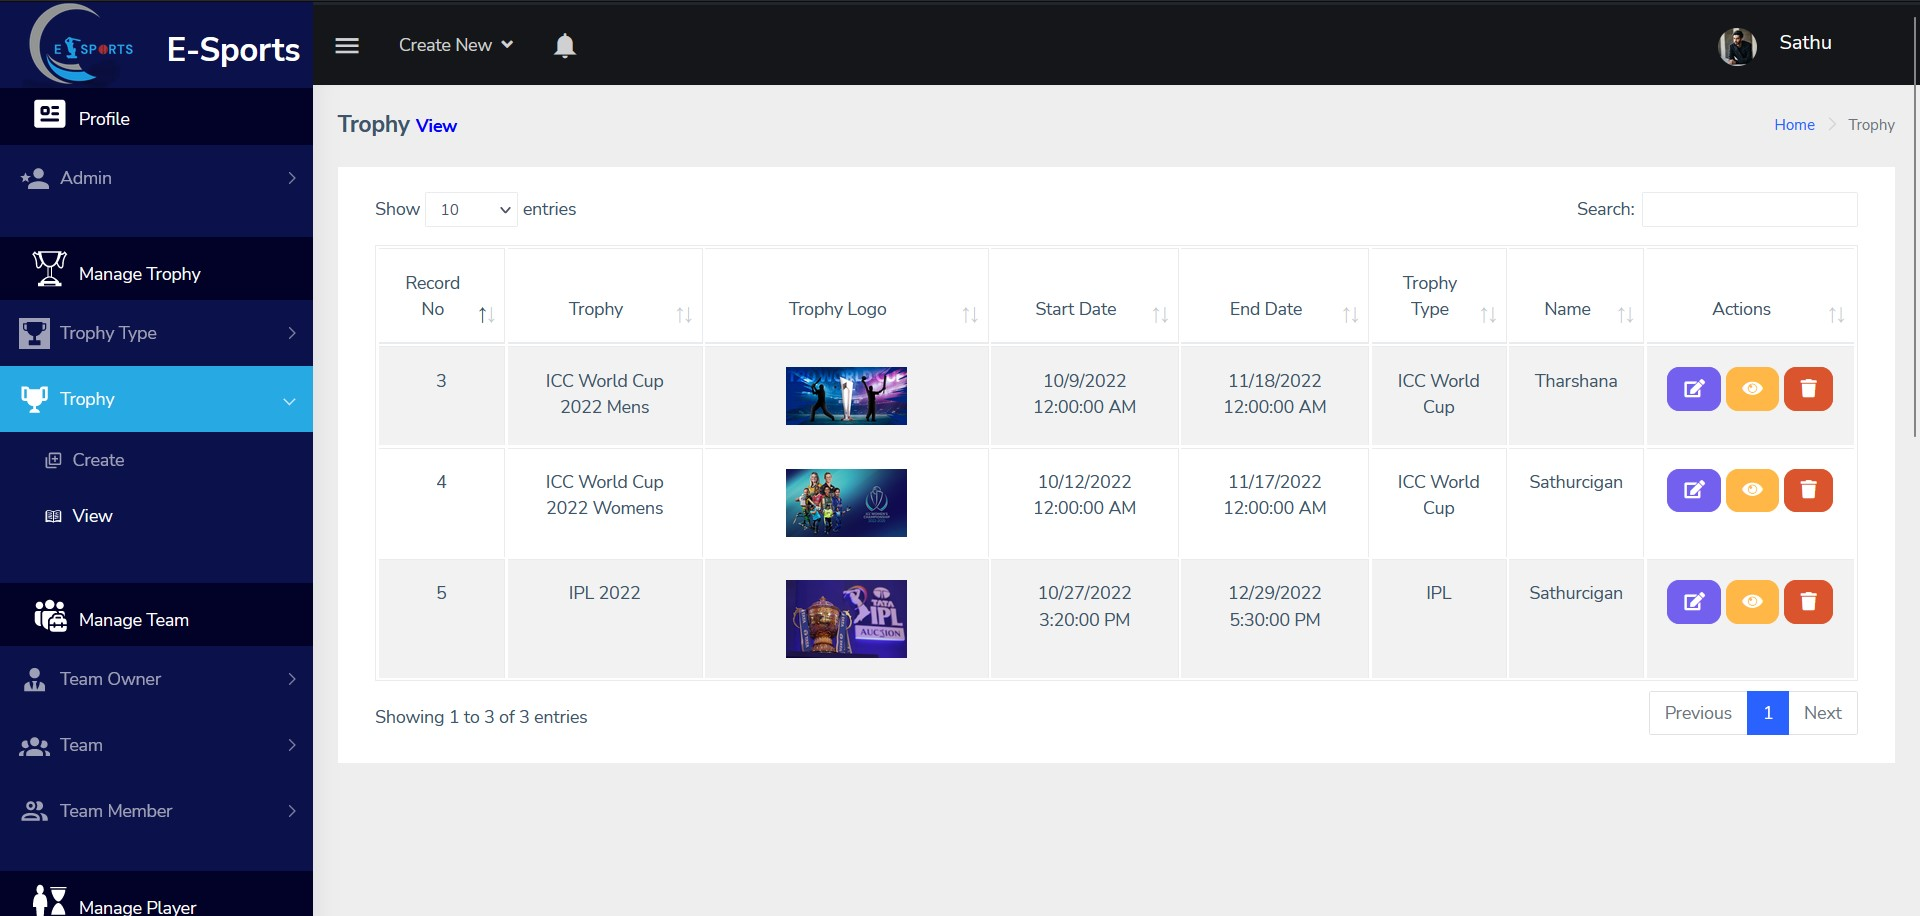 E SPORTS
E-Sports
Create New
Sathu
Profile
Admin
Manage Trophy
Trophy Type
Trophy
Create
View
Manage Team
Team Owner
Team
Team Member
Manage Player
Trophy View
Home
Trophy
Show 10 entries
Search:
Record No
Trophy
Trophy Logo
Start Date
End Date
Trophy Type
Name
Actions
3
ICC World Cup
2022 Mens
10/9/2022
12:00:00 AM
11/18/2022
12:00:00 AM
ICC World
Cup
Tharshana
4
ICC World Cup
2022 Womens
10/12/2022
12:00:00 AM
11/17/2022
12:00:00 AM
ICC World
Cup
Sathurcigan
5
IPL 2022
TATA
IPL
10/27/2022
3:20:00 PM
12/29/2022
5:30:00 PM
IPL
Sathurcigan
Showing 1 to 3 of 3 entries
Previous
1
Next